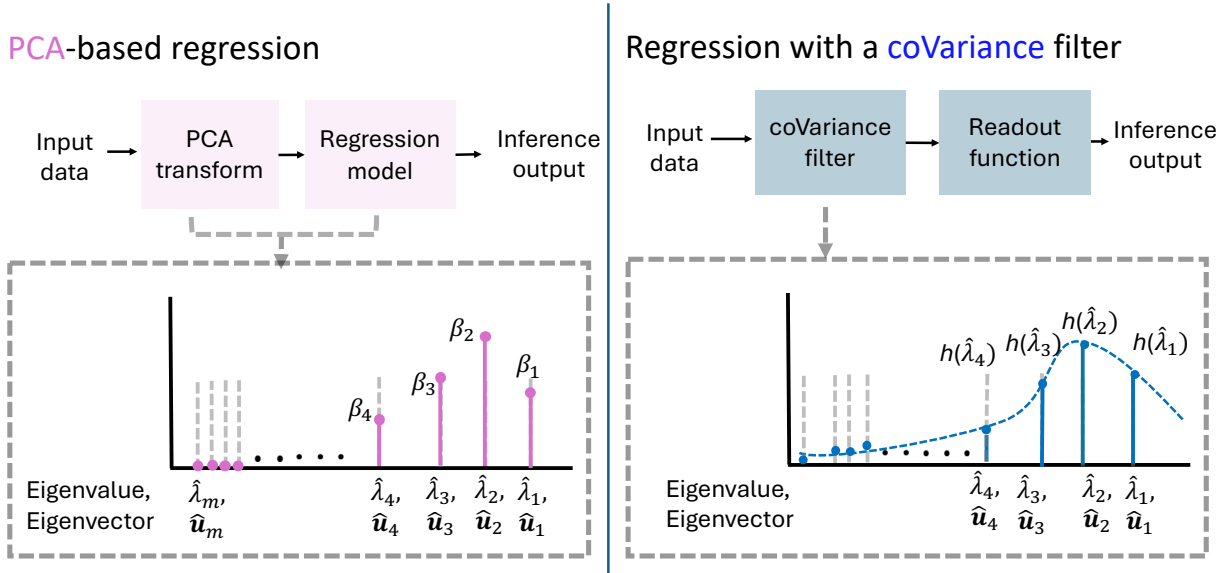 PCA-based regression
Input
data
PCA
transform
Regression
model
Inference
output
β₂
β₃
β₁
β₄
Eigenvalue,
Eigenvector
λ̂ₘ,
û ₘ
λ̂₄,
û₄
λ̂₃,
û₃
λ̂₂,
û₂
λ̂₁,
û₁
Regression with a coVariance filter
Input
data
coVariance
filter
Readout
function
Inference
output
h(λ̂₄)
h(λ̂₃)
h(λ̂₂)
h(λ̂₁)
Eigenvalue,
Eigenvector
λ̂₄,
û₄
λ̂₃,
û₃
λ̂₂,
û₂
λ̂₁,
û₁